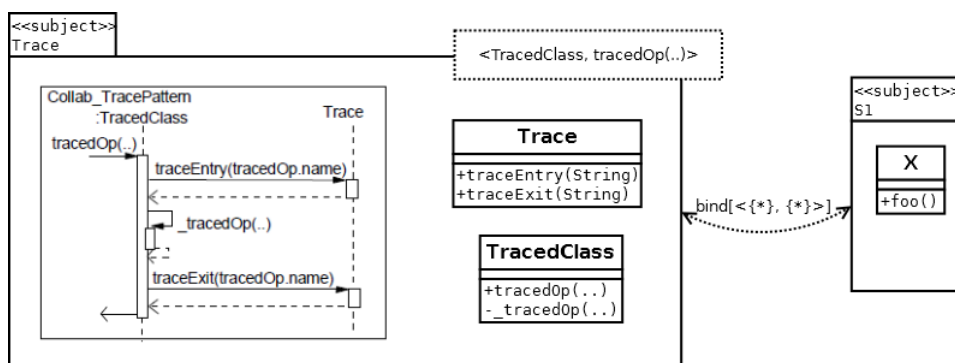 <<subject>>
Trace
<TracedClass, tracedOp(..)>
Collab_TracePattern
:TracedClass
Trace
tracedOp(..)
traceEntry(tracedOp.name)
_tracedOp(..)
traceExit(tracedOp.name)
Trace
+traceEntry(String)
+traceExit(String)
TracedClass
+tracedOp(..)
-_tracedOp(..)
bind[<{*}, {*}>]
<<subject>>
S1
X
+foo()